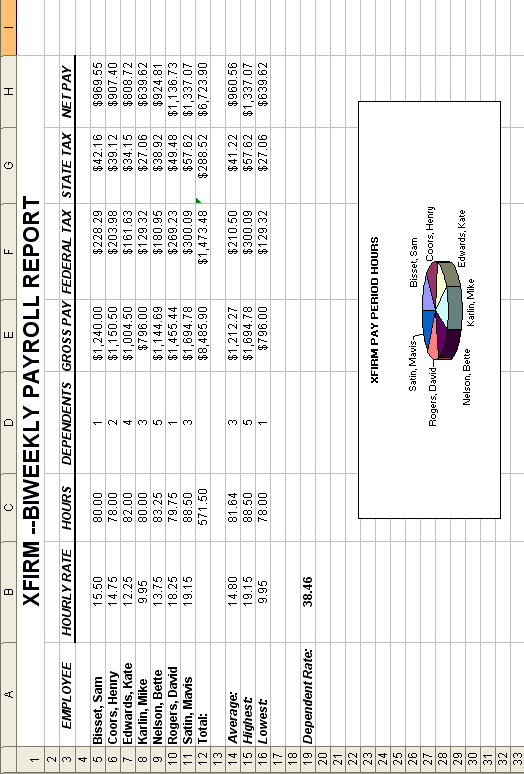 A B C D E F G H I
1 XFIRM --BIWEEKLY PAYROLL REPORT
2
3 EMPLOYEE HOURLY RATE HOURS DEPENDENTS GROSS PAY FEDERAL TAX STATE TAX NET PAY
4
5 Bisset, Sam 15.50 80.00 1 $1,240.00 $228.29 $42.16 $969.55
6 Coors, Henry 14.75 78.00 2 $1,150.50 $203.98 $39.12 $907.40
7 Edwards, Kate 12.25 82.00 4 $1,004.50 $161.63 $34.15 $808.72
8 Karlin, Mike 9.95 80.00 3 $796.00 $129.32 $27.06 $639.62
9 Nelson, Bette 13.75 83.25 5 $1,144.69 $180.95 $38.92 $924.81
10 Rogers, David 18.25 79.75 1 $1,455.44 $269.23 $49.48 $1,136.73
11 Satin, Mavis 19.15 88.50 3 $1,694.78 $300.09 $57.62 $1,337.07
12 Total: 571.50 $8,485.90 $1,473.48 $288.52 $6,723.90
13
14 Average: 14.80 81.64 3 $1,212.27 $210.50 $41.22 $960.56
15 Highest: 19.15 88.50 5 $1,694.78 $300.09 $57.62 $1,337.07
16 Lowest: 9.95 78.00 1 $796.00 $129.32 $27.06 $639.62
17
18
19 Dependent Rate: 38.46
20
21
22
23
24
25
26
27
28
29
30
31
32
33
XFIRM PAY PERIOD HOURS
Satin, Mavis
Bisset, Sam
Rogers, David
Coors, Henry
Nelson, Bette
Karlin, Mike
Edwards, Kate